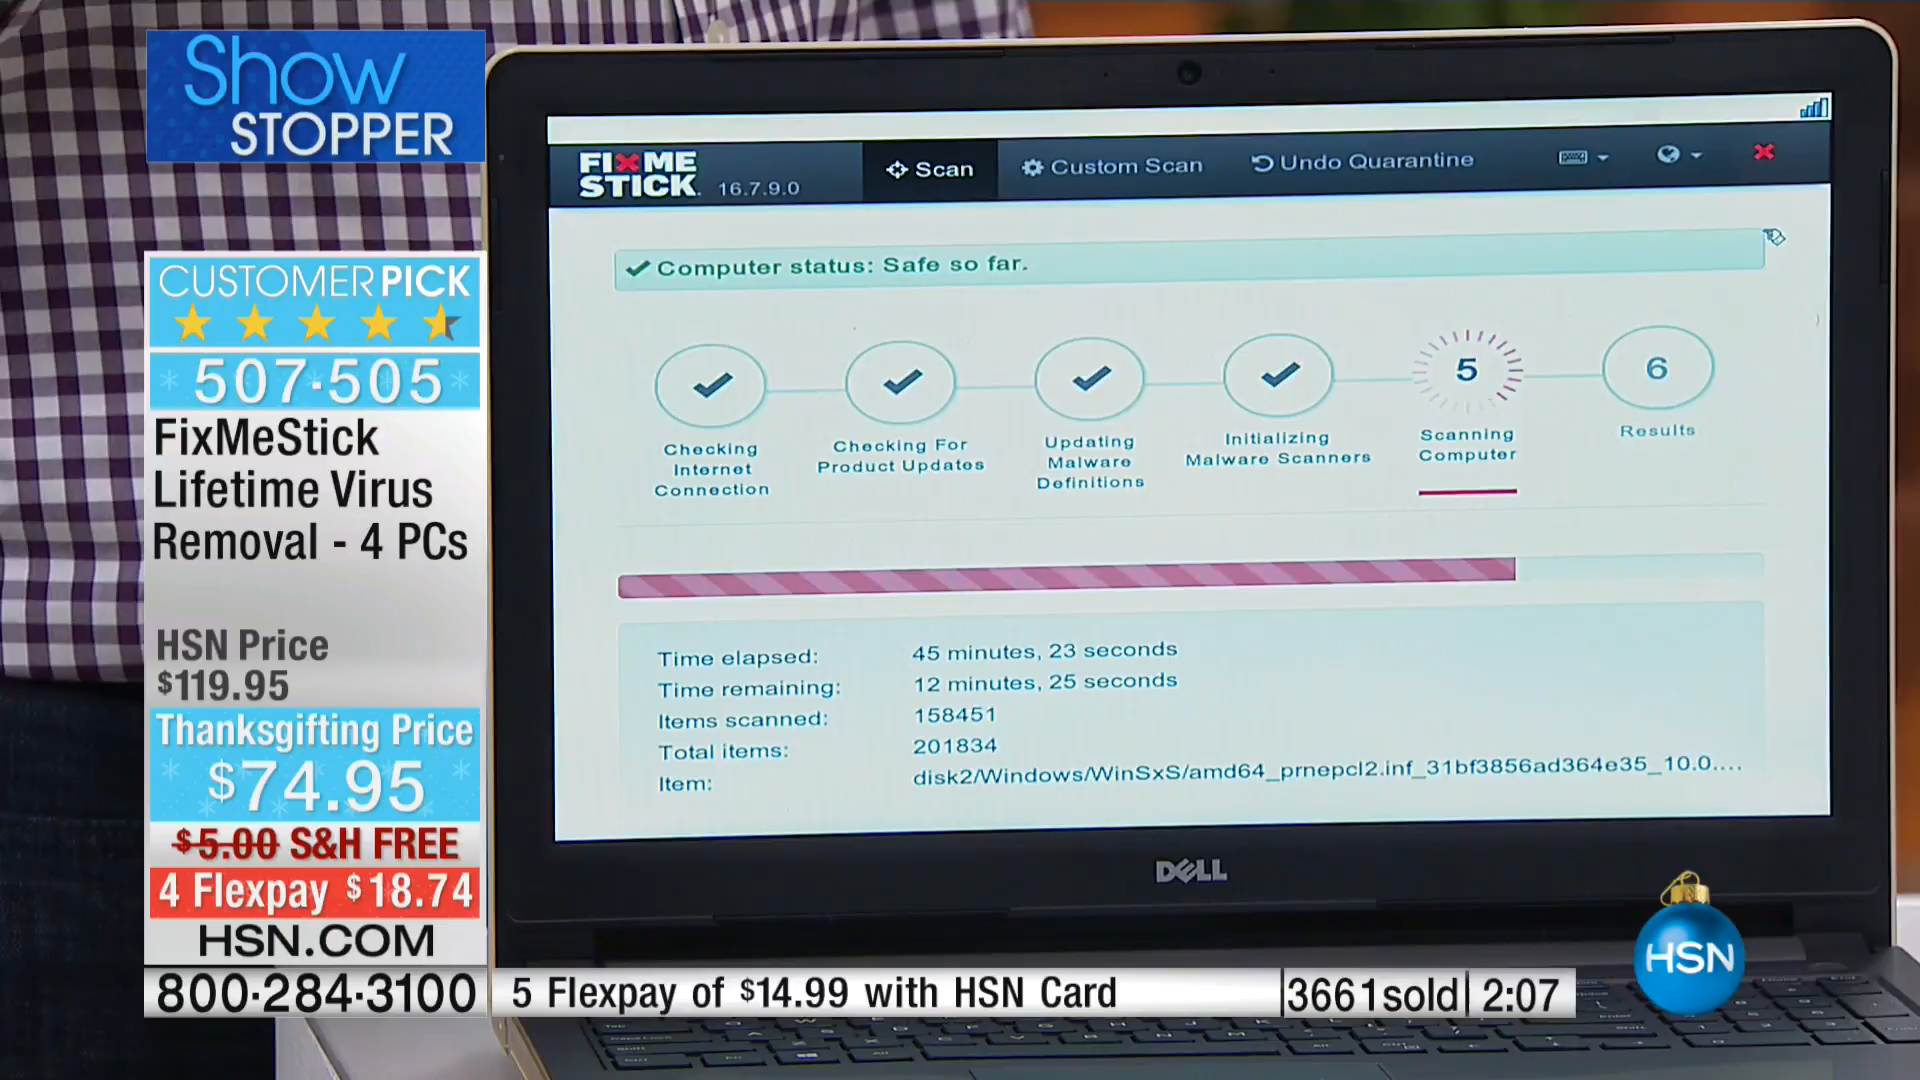 Show
STOPPER
CUSTOMER PICK
507·505
FixMeStick
Lifetime Virus
Removal - 4 PCs
HSN Price
$119.95
Thanksgifting Price
$74.95
$5.00 S&H FREE
4 Flexpay $18.74
HSN.COM
800·284·3100
5 Flexpay of $14.99 with HSN Card
3661 sold
2:07
HSN
FIXME
STICK
16.7.9.0
Scan
Custom Scan
Undo Quarantine
Computer status: Safe so far.
Checking
Internet
Connection
Checking For
Product Updates
Updating
Malware
Definitions
Initializing
Malware Scanners
5
Scanning
Computer
6
Results
Time elapsed: 45 minutes, 23 seconds
Time remaining: 12 minutes, 25 seconds
Items scanned: 158451
Total items: 201834
Item: disk2/Windows/WinSxS/amd64_prnepcl2.inf_31bf3856ad364e35_10.0....
DELL